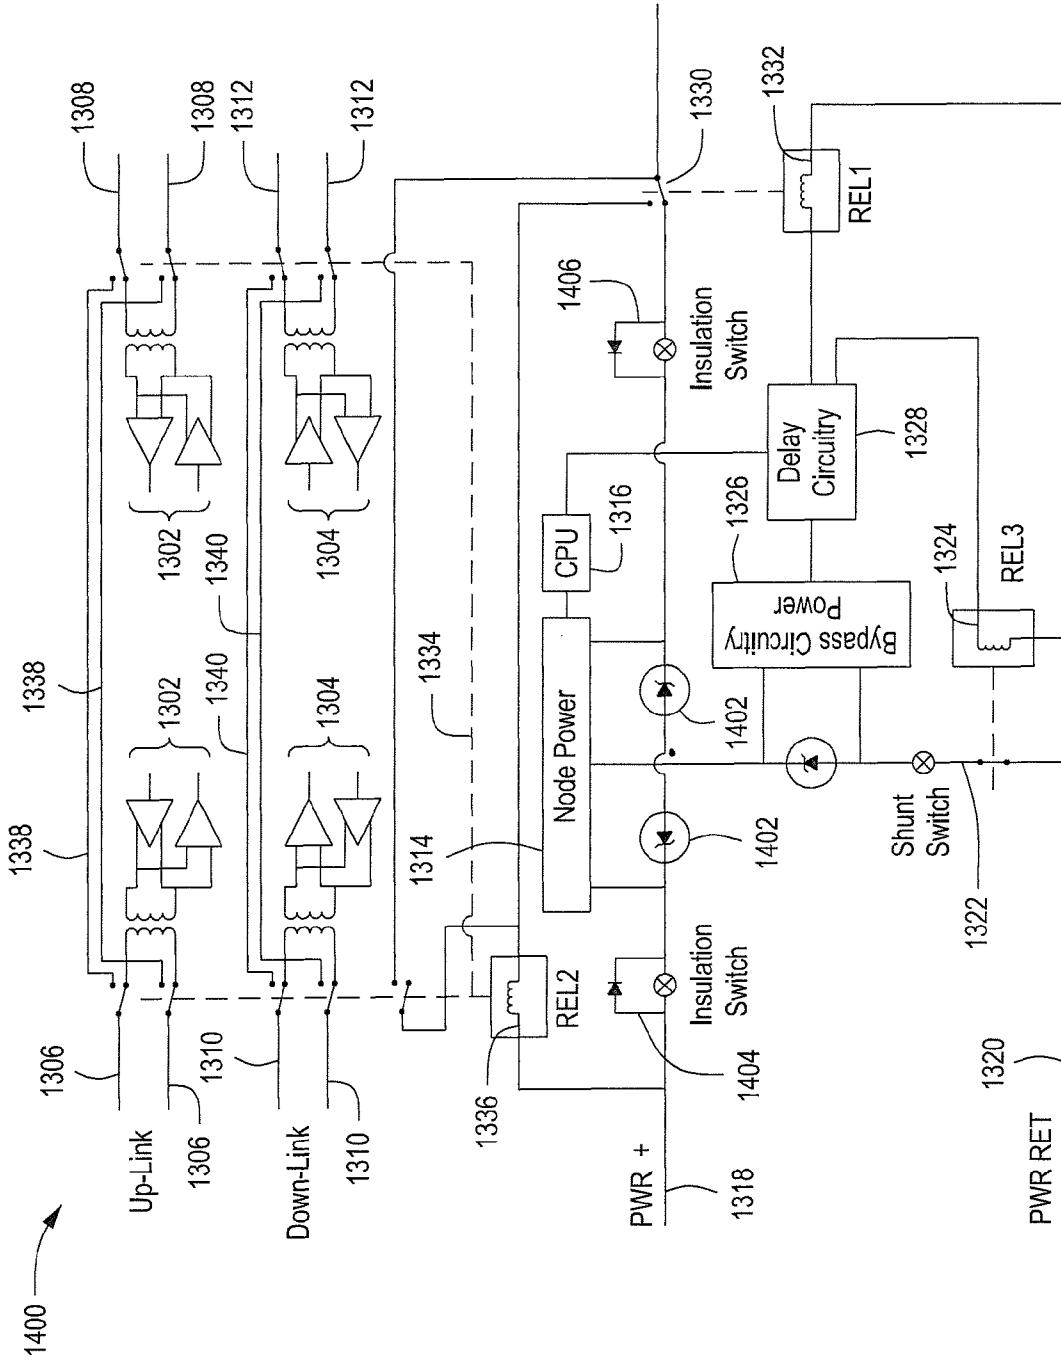 1400
1306
1306
Up-Link
1310
1310
Down-Link
1338
1338
1302
1302
1340
1340
1304
1304
1308
1308
1312
1312
1334
1336
REL2
1314
Node Power
CPU
1316
1330
1332
REL1
PWR +
1318
1404
Insulation
Switch
1402
1402
1406
Insulation
Switch
Bypass Circuitry
Power
1326
Delay
Circuitry
1328
1324
REL3
Shunt
Switch
1322
1320
PWR RET